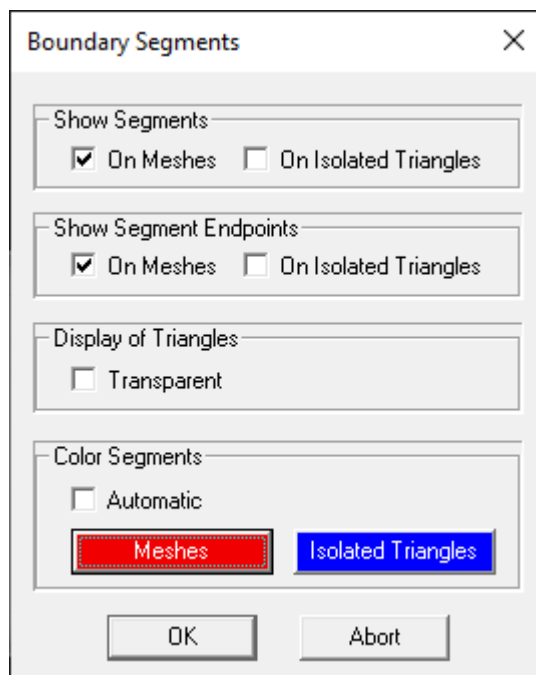 Boundary Segments
Show Segments
On Meshes On Isolated Triangles
Show Segment Endpoints
On Meshes On Isolated Triangles
Display of Triangles
Transparent
Color Segments
Automatic
Meshes Isolated Triangles
OK Abort